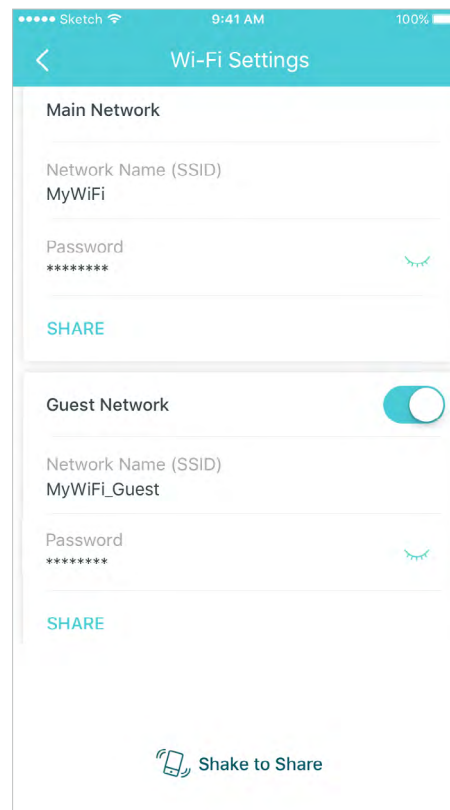 Sketch 9:41 AM 100%
Wi-Fi Settings
Main Network
Network Name (SSID)
MyWiFi
Password
********
SHARE
Guest Network
Network Name (SSID)
MyWiFi_Guest
Password
********
SHARE
Shake to Share